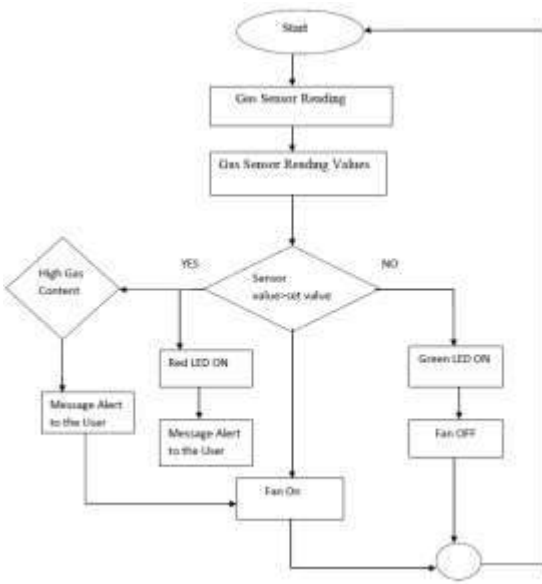 Start
Gas Sensor Reading
Gas Sensor Reading Values
YES
NO
High Gas
Content
Sensor
value>set value
Red LED ON
Green LED ON
Message Alert
to the User
Message Alert
to the User
Fan OFF
Fan On